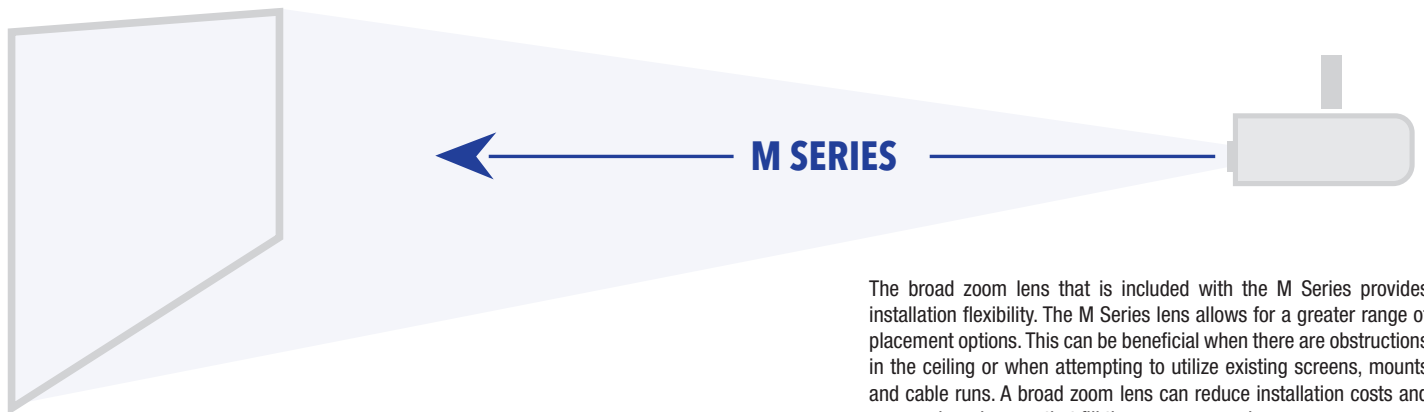 M SERIES
The broad zoom lens that is included with the M Series provides
installation flexibility. The M Series lens allows for a greater range of
placement options. This can be beneficial when there are obstructions
in the ceiling or when attempting to utilize existing screens, mounts
and cable runs. A broad zoom lens can reduce installation costs and